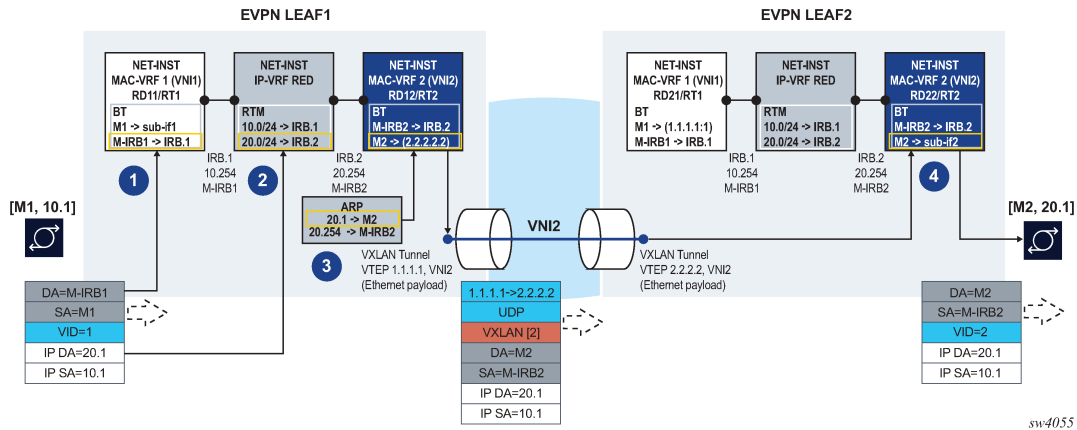 EVPN LEAF1
EVPN LEAF2
NET-INST
MAC-VRF 1 (VNI1)
RD11/RT1
BT
M1 -> sub-if1
M-IRB1 -> IRB.1
NET-INST
IP-VRF RED
RTM
10.0/24 -> IRB.1
20.0/24 -> IRB.2
NET-INST
MAC-VRF 2 (VNI2)
RD12/RT2
BT
M-IRB2 -> IRB.2
M2 -> (2.2.2.2)
NET-INST
MAC-VRF 1 (VNI1)
RD21/RT1
BT
M1 -> (1.1.1.1:1)
M-IRB1 -> IRB.1
NET-INST
IP-VRF RED
RTM
10.0/24 -> IRB.1
20.0/24 -> IRB.2
NET-INST
MAC-VRF 2 (VNI2)
RD22/RT2
BT
M-IRB2 -> IRB.2
M2 -> sub-if2
1
IRB.1
10.254
M-IRB1
2
IRB.2
20.254
M-IRB2
IRB.1
10.254
M-IRB1
IRB.2
20.254
M-IRB2
4
[M1, 10.1]
ARP
20.1 -> M2
20.254 -> M-IRB2
3
VNI2
[M2, 20.1]
VXLAN Tunnel
VTEP 1.1.1.1, VNI2
(Ethernet payload)
VXLAN Tunnel
VTEP 2.2.2.2, VNI2
(Ethernet payload)
DA=M-IRB1
SA=M1
VID=1
IP DA=20.1
IP SA=10.1
1.1.1.1->2.2.2.2
UDP
VXLAN [2]
DA=M2
SA=M-IRB2
IP DA=20.1
IP SA=10.1
DA=M2
SA=M-IRB2
VID=2
IP DA=20.1
IP SA=10.1
sw4055